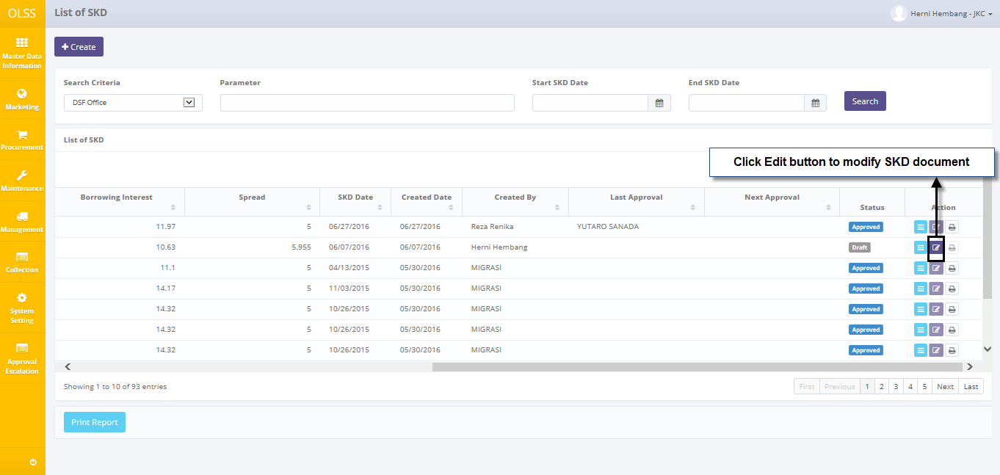 OLSS
List of SKD
Herni Hembang - JKC
Master Data
Information
Marketing
Procurement
Maintenance
Management
Collection
System
Setting
Approval
Escalation
Create
Search Criteria
Parameter
Start SKD Date
End SKD Date
DSF Office
Search
List of SKD
Click Edit button to modify SKD document
Borrowing Interest Spread SKD Date Created Date Created By Last Approval Next Approval Status Action
11.97 5 06/27/2016 06/27/2016 Reza Renika YUTARO SANADA Approved
10.63 5.955 06/07/2016 06/07/2016 Herni Hembang Draft
11.1 5 04/13/2015 05/30/2016 MIGRASI Approved
14.17 5 11/03/2015 05/30/2016 MIGRASI Approved
14.32 5 10/26/2015 05/30/2016 MIGRASI Approved
14.32 5 10/26/2015 05/30/2016 MIGRASI Approved
14.32 5 10/26/2015 05/30/2016 MIGRASI Approved
Showing 1 to 10 of 93 entries
First Previous 1 2 3 4 5 Next Last
Print Report